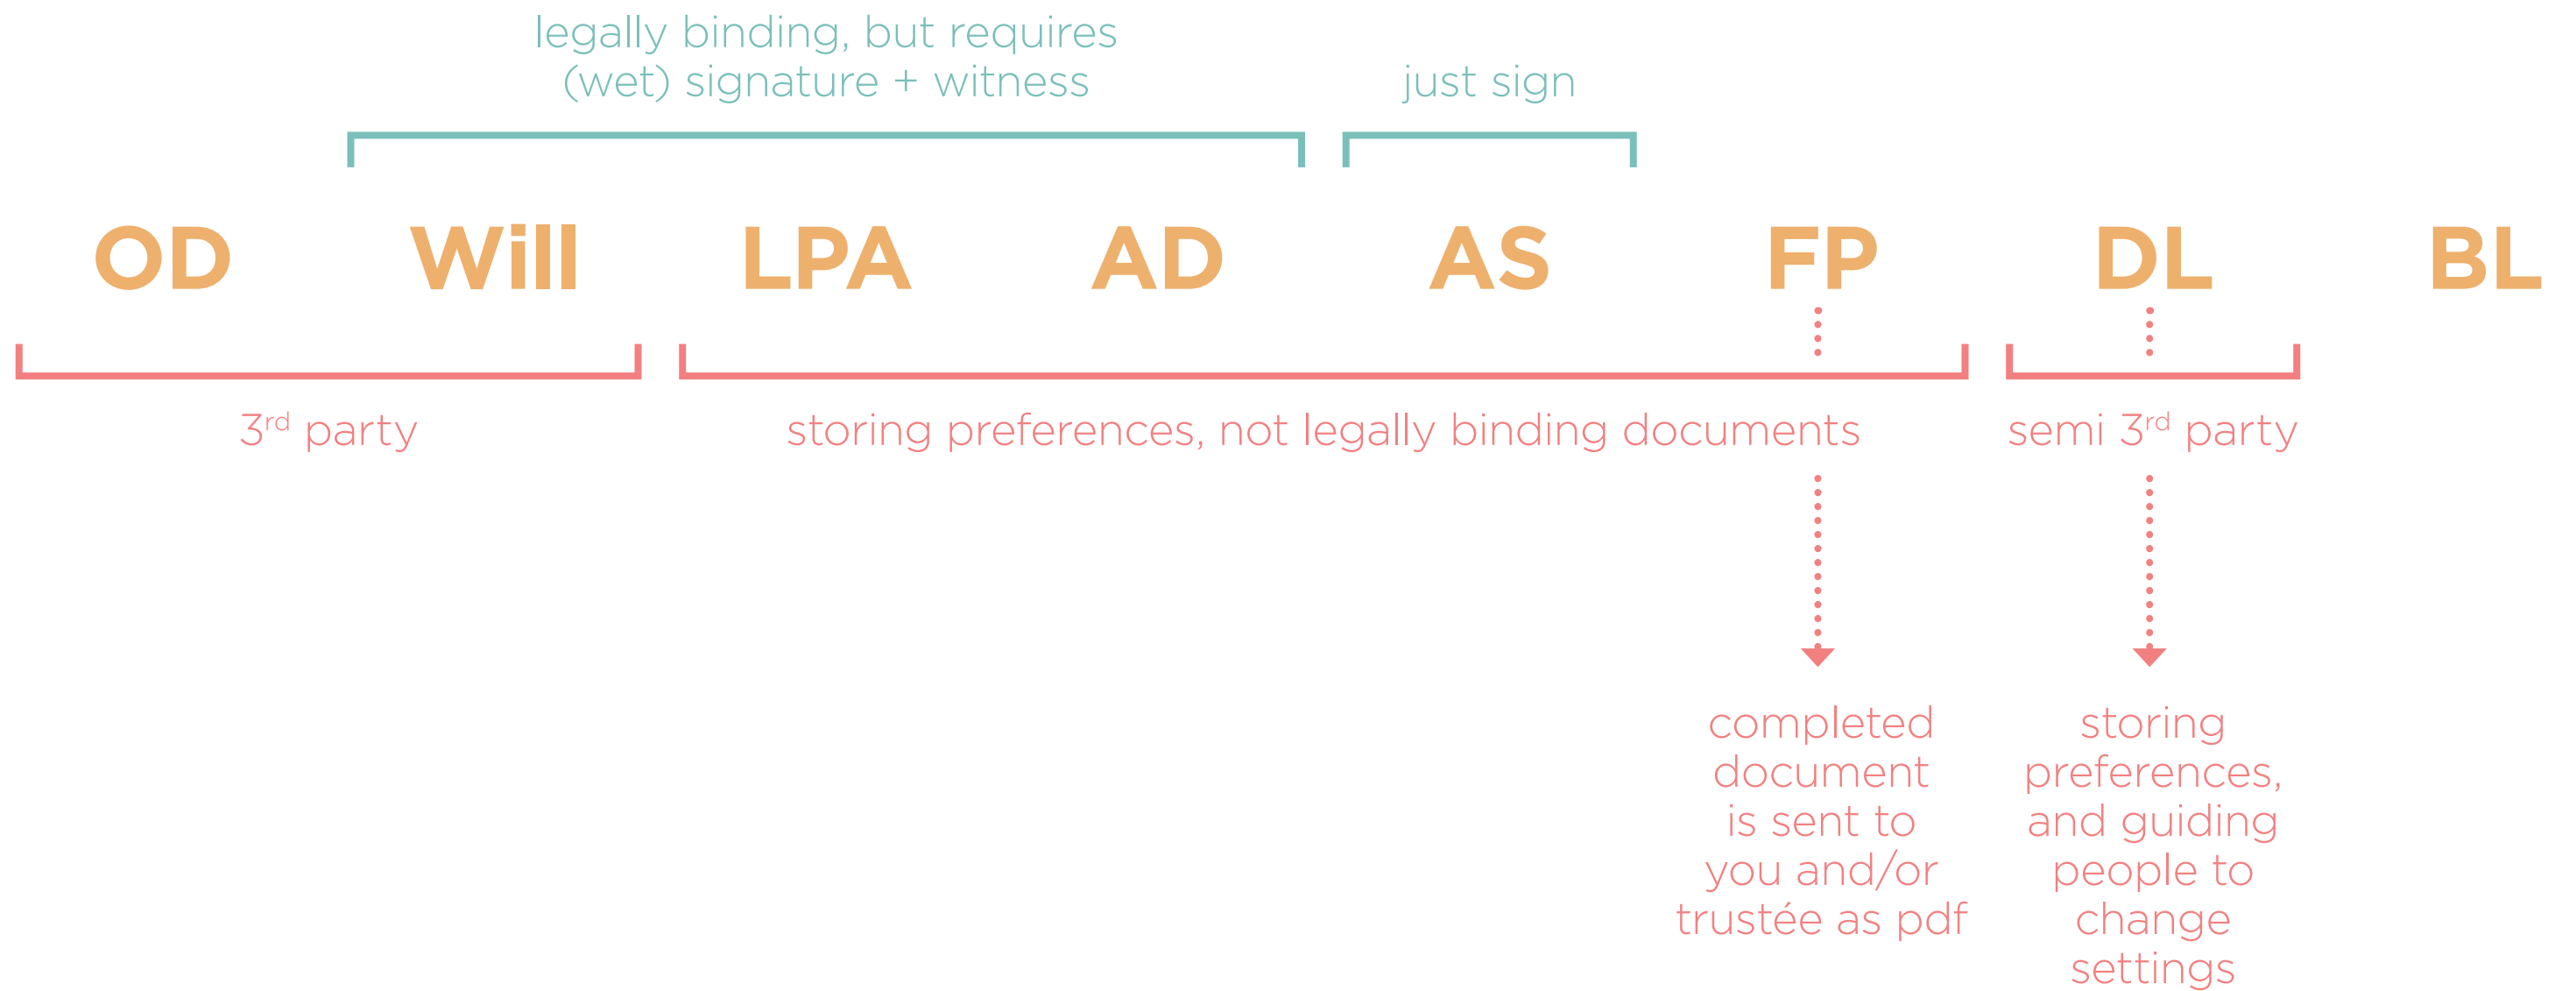 legally binding, but requires
(wet) signature + witness
just sign
OD Will LPA AD AS FP DL BL
3rd party
storing preferences, not legally binding documents
semi 3rd party
completed
document
is sent to
you and/or
trustée as pdf
storing
preferences,
and guiding
people to
change
settings